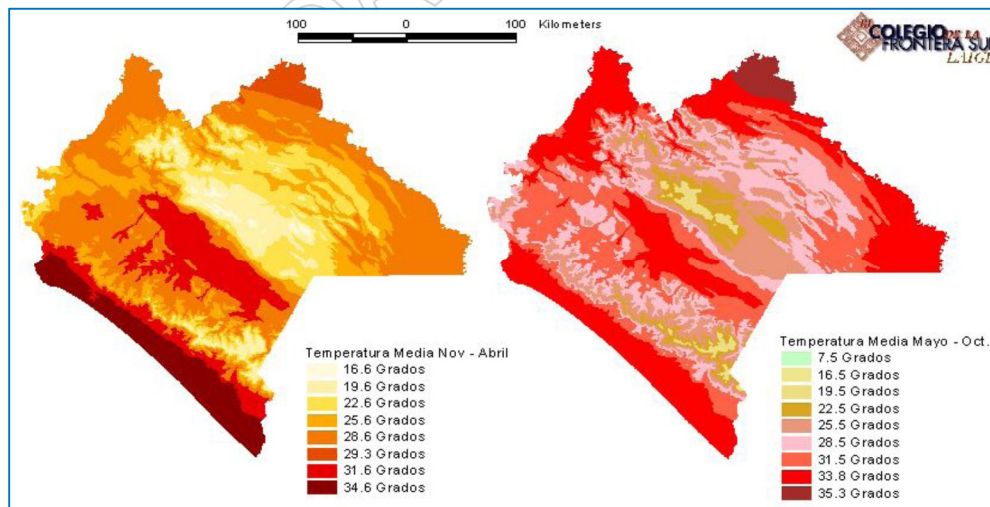 100 0 100 Kilometers
COLEGIO DE LA
FRONTERA SU
LAIGE
Temperatura Media Nov - Abril
16.6 Grados
19.6 Grados
22.6 Grados
25.6 Grados
28.6 Grados
29.3 Grados
31.6 Grados
34.6 Grados
Temperatura Media Mayo - Oct.
7.5 Grados
16.5 Grados
19.5 Grados
22.5 Grados
25.5 Grados
28.5 Grados
31.5 Grados
33.8 Grados
35.3 Grados